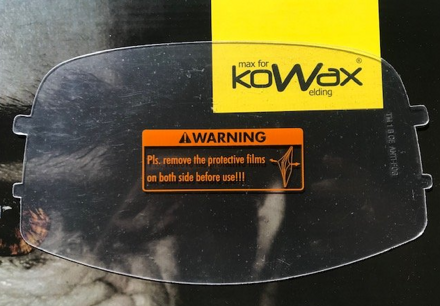 max for
koWax®
elding
⚠WARNING
Pls. remove the protective films
on both side before use!!!